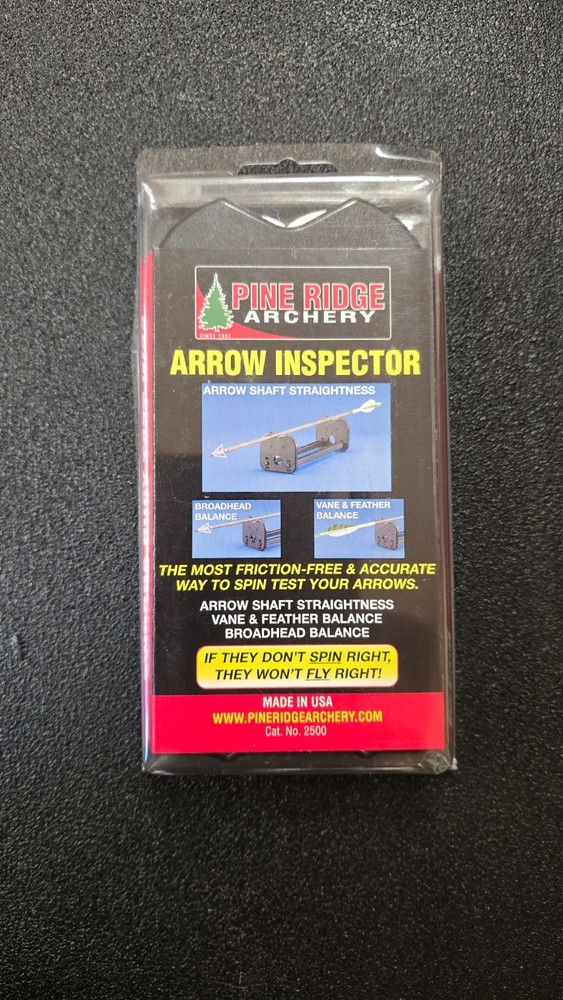 PINE RIDGE
ARCHERY
SINCE 1981
ARROW INSPECTOR
ARROW SHAFT STRAIGHTNESS
BROADHEAD
BALANCE
VANE & FEATHER
BALANCE
THE MOST FRICTION-FREE & ACCURATE
WAY TO SPIN TEST YOUR ARROWS.
ARROW SHAFT STRAIGHTNESS
VANE & FEATHER BALANCE
BROADHEAD BALANCE
IF THEY DON'T SPIN RIGHT,
THEY WON'T FLY RIGHT!
MADE IN USA
WWW.PINERIDGEARCHERY.COM
Cat. No. 2500